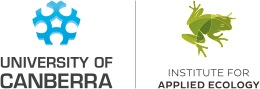 UNIVERSITY OF
CANBERRA
INSTITUTE FOR
APPLIED ECOLOGY